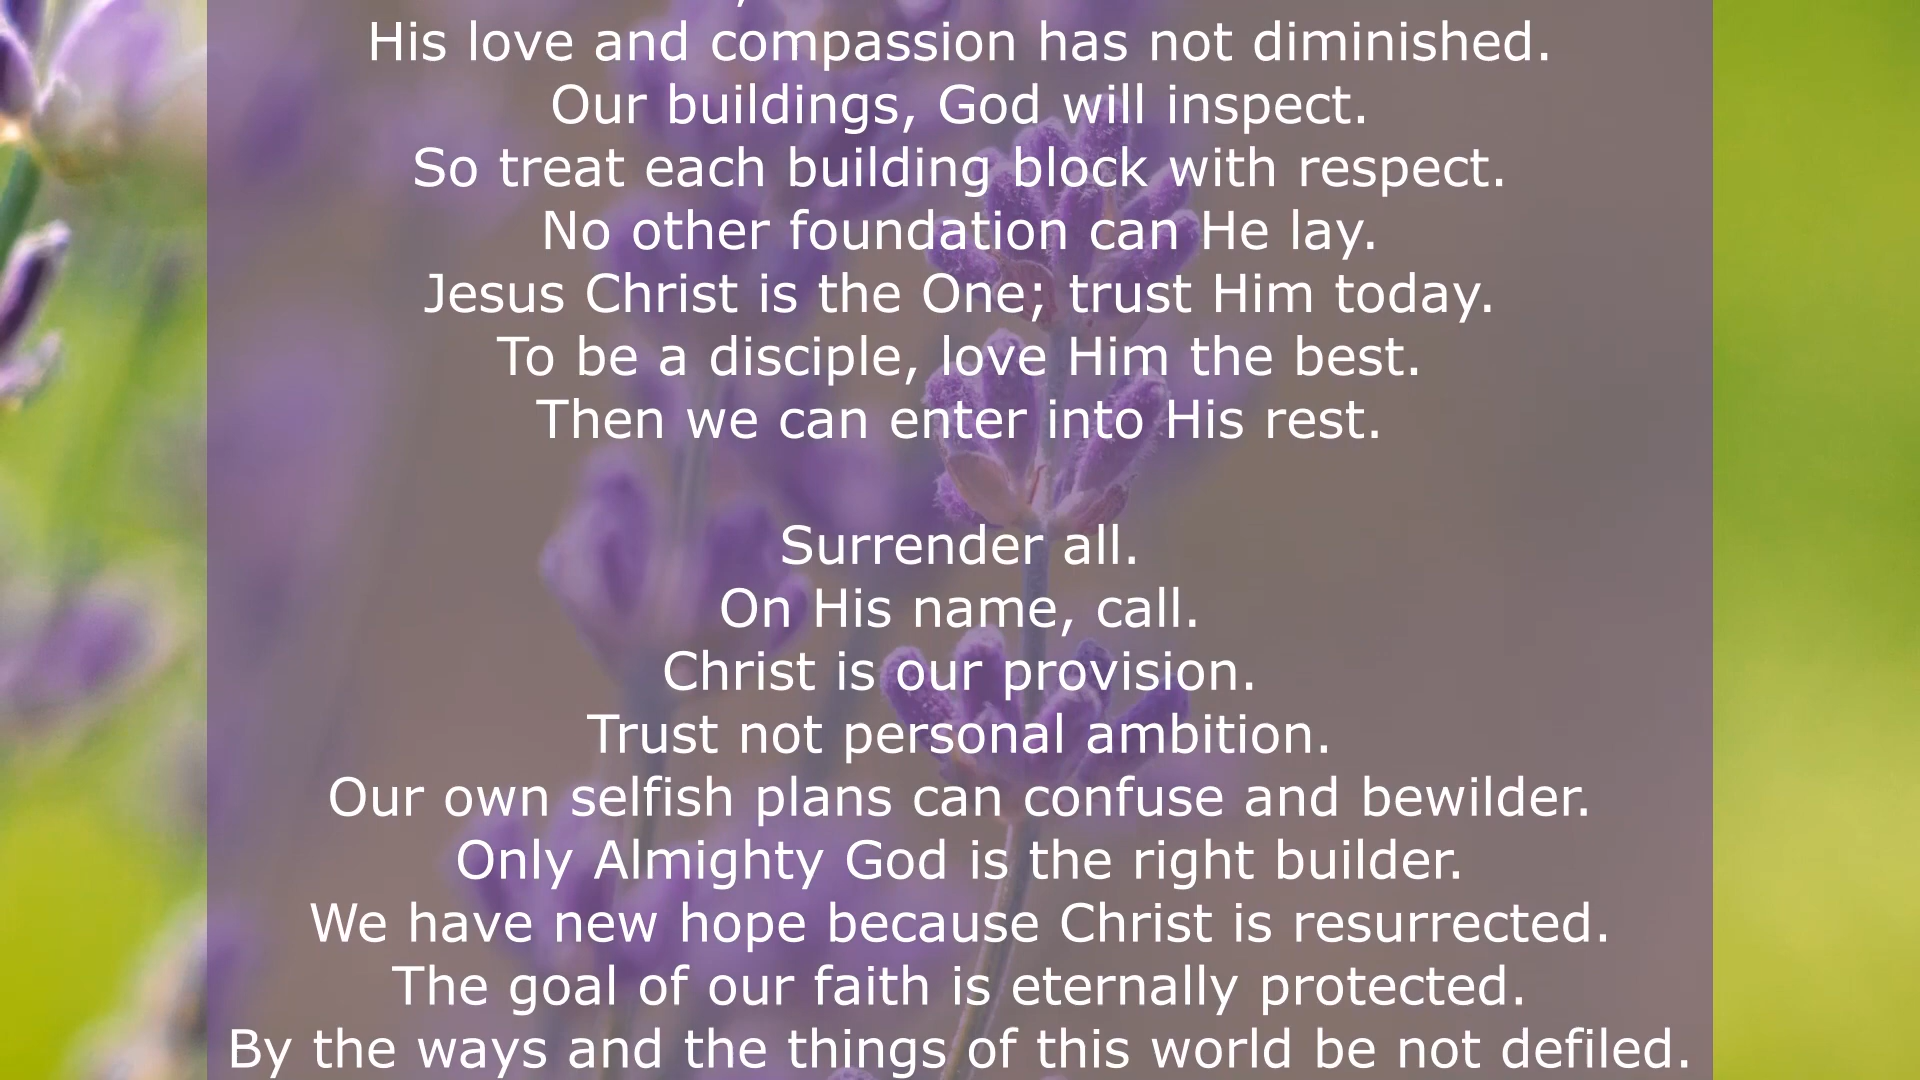 His love and compassion has not diminished.
Our buildings, God will inspect.
So treat each building block with respect.
No other foundation can He lay.
Jesus Christ is the One; trust Him today.
To be a disciple, love Him the best.
Then we can enter into His rest.
Surrender all.
On His name, call.
Christ is our provision.
Trust not personal ambition.
Our own selfish plans can confuse and bewilder.
Only Almighty God is the right builder.
We have new hope because Christ is resurrected.
The goal of our faith is eternally protected.
By the ways and the things of this world be not defiled.